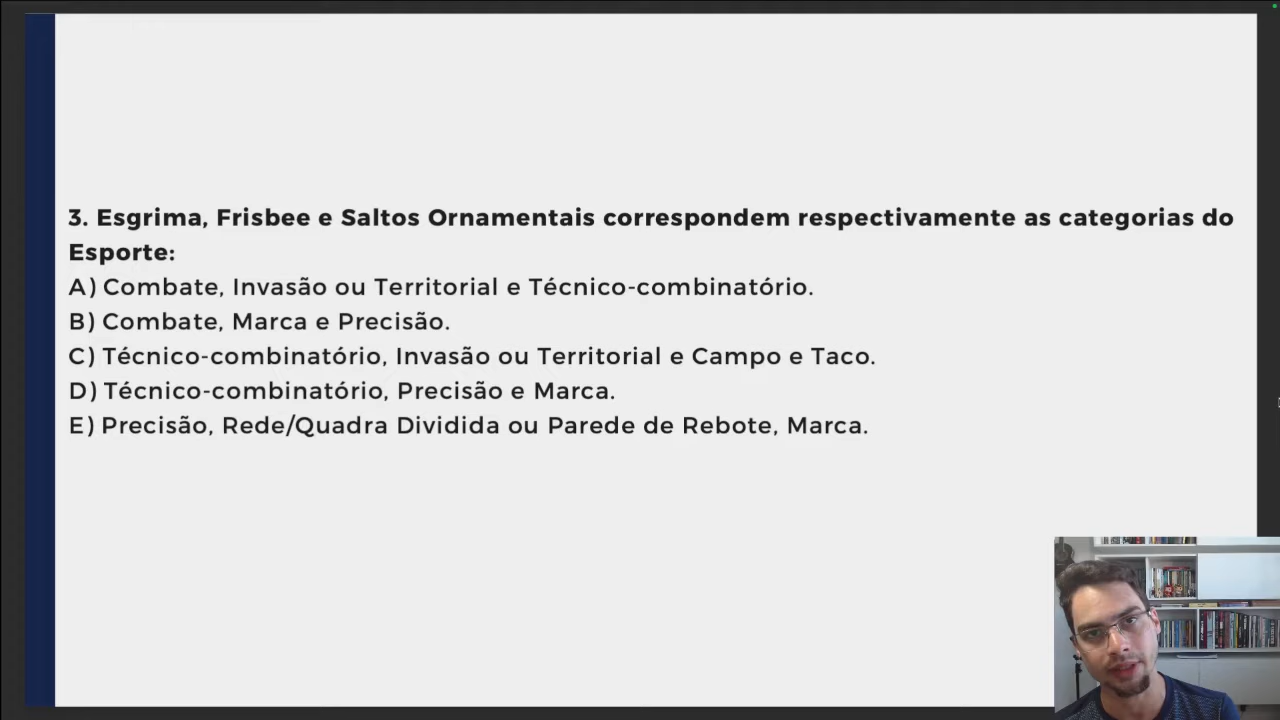 3. Esgrima, Frisbee e Saltos Ornamentais correspondem respectivamente as categorias do
Esporte:
A) Combate, Invasão ou Territorial e Técnico-combinatório.
B) Combate, Marca e Precisão.
C) Técnico-combinatório, Invasão ou Territorial e Campo e Taco.
D) Técnico-combinatório, Precisão e Marca.
E) Precisão, Rede/Quadra Dividida ou Parede de Rebote, Marca.